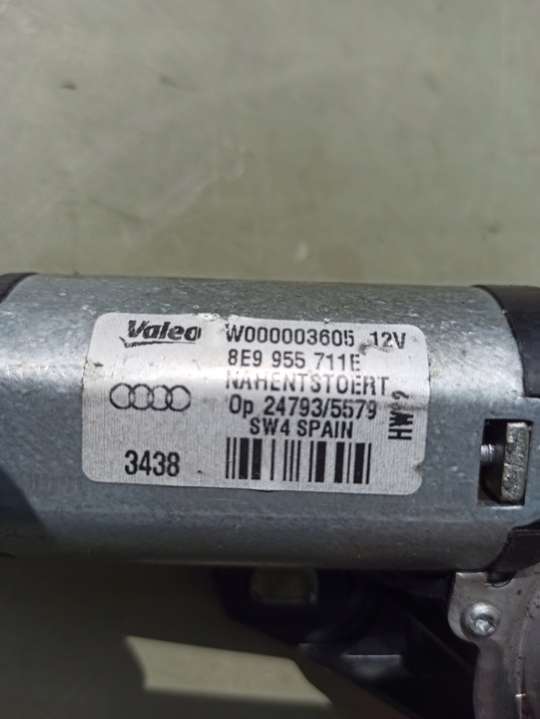 Valeo W000003605 12V
8E9 955 711E
NAHENTSTOERT
Op 24793/5579
SW4 SPAIN
3438